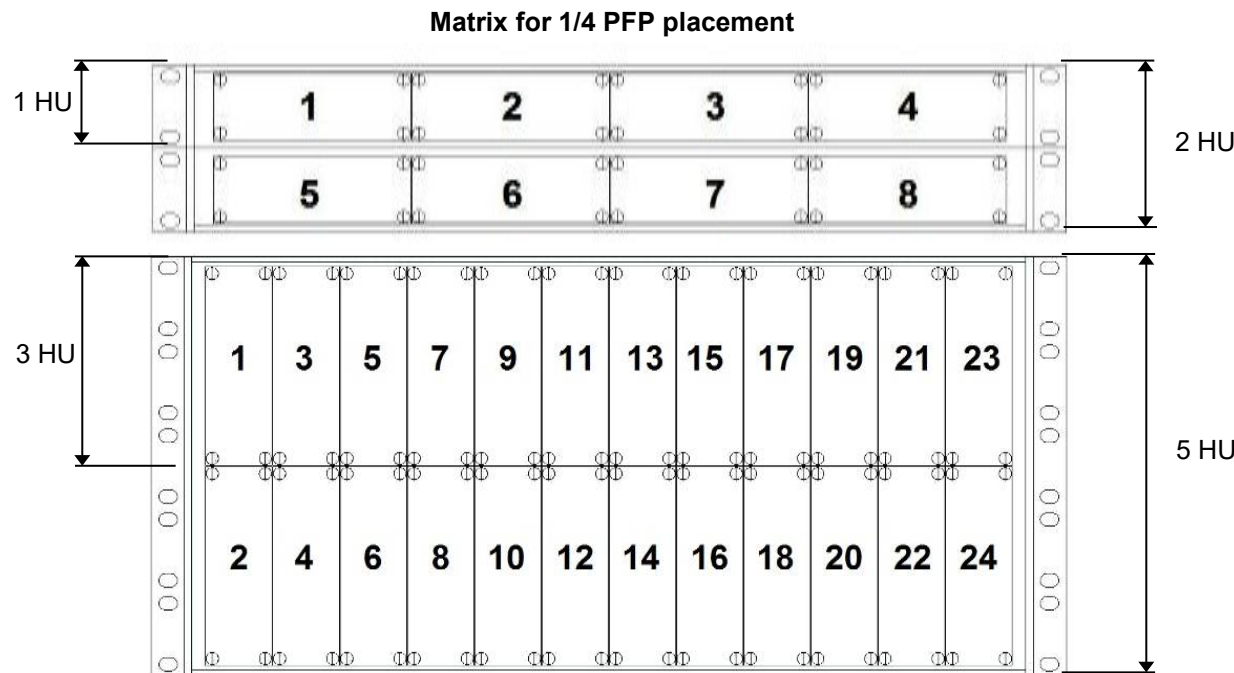 Matrix for 1/4 PFP placement
1 HU
1 2 3 4
2 HU
5 6 7 8
3 HU
1 3 5 7 9 11 13 15 17 19 21 23
5 HU
2 4 6 8 10 12 14 16 18 20 22 24